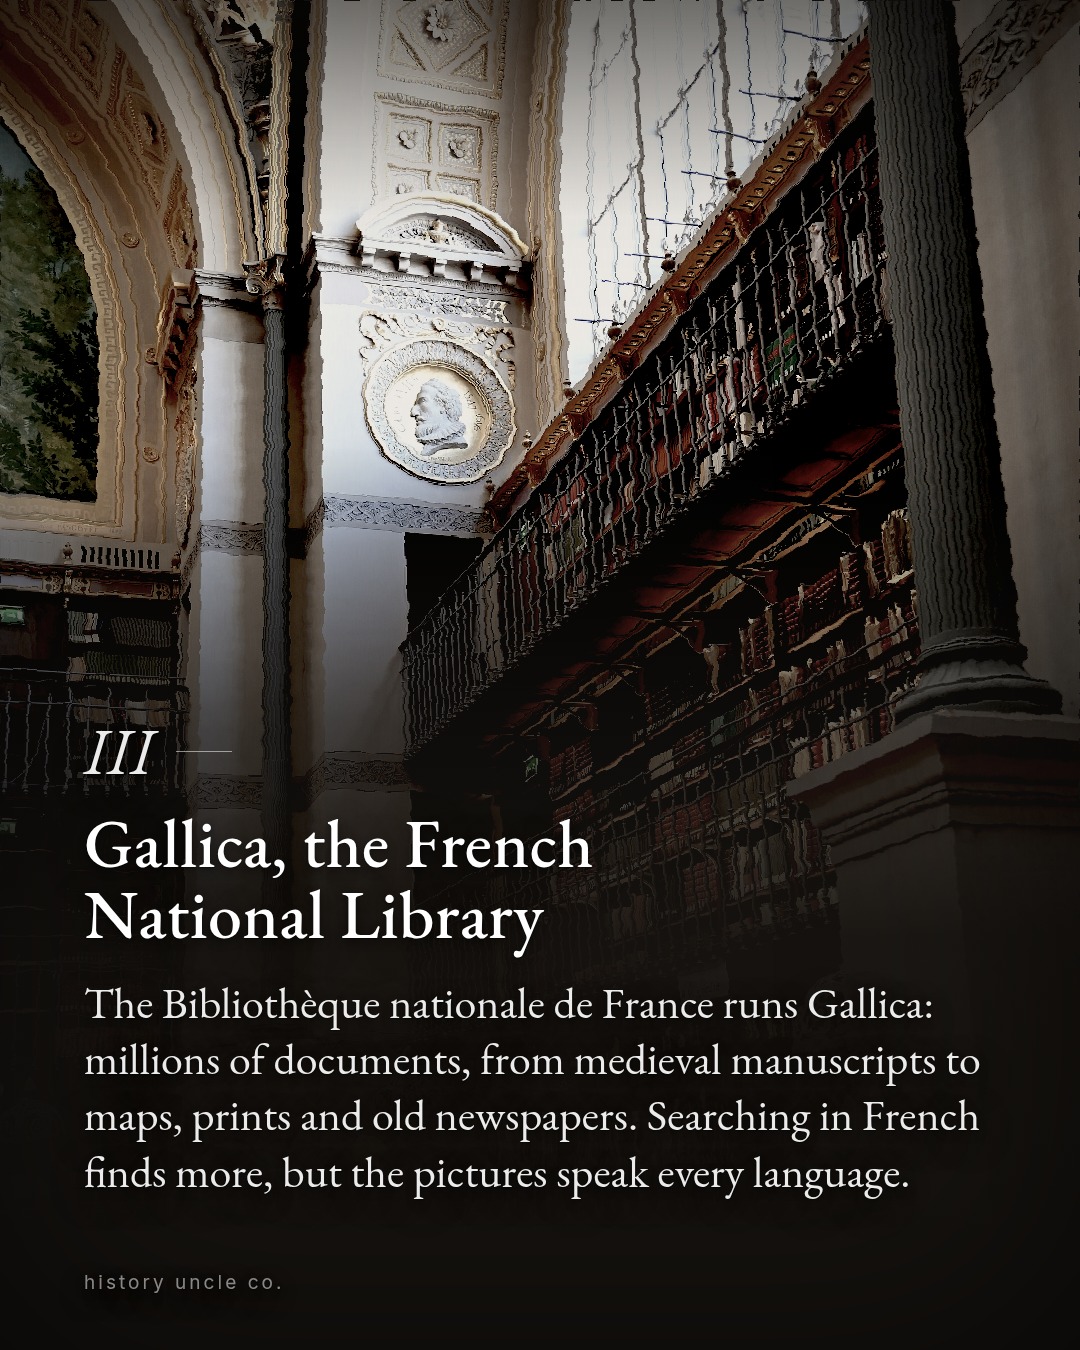 III
Gallica, the French
National Library
The Bibliothèque nationale de France runs Gallica:
millions of documents, from medieval manuscripts to
maps, prints and old newspapers. Searching in French
finds more, but the pictures speak every language.
history uncle co.